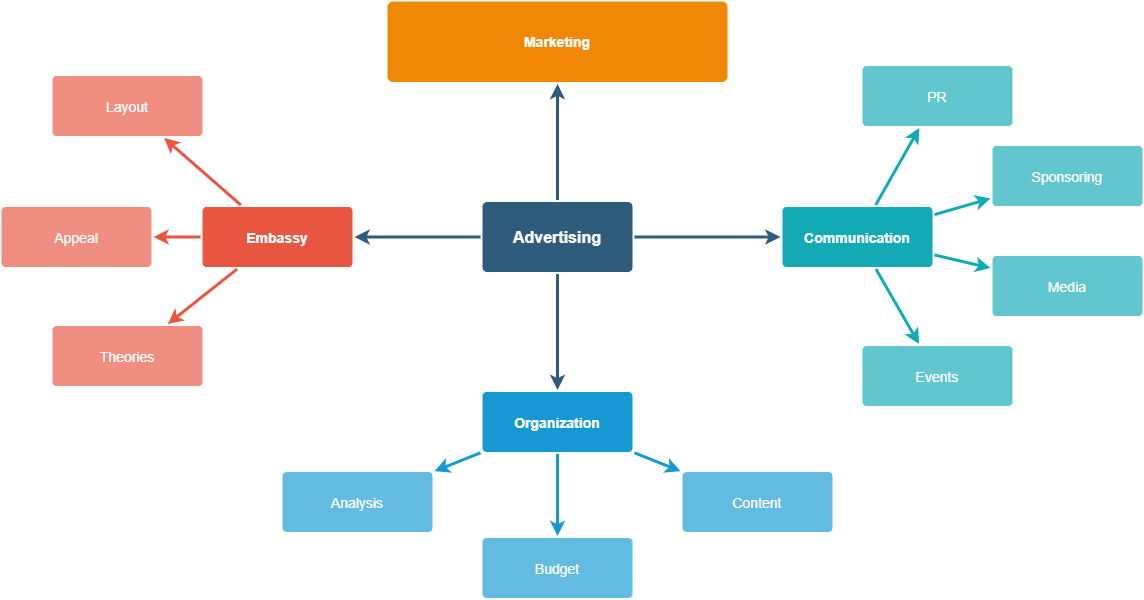 Marketing
Layout
PR
Sponsoring
Appeal
Embassy
Advertising
Communication
Media
Theories
Events
Organization
Analysis
Content
Budget